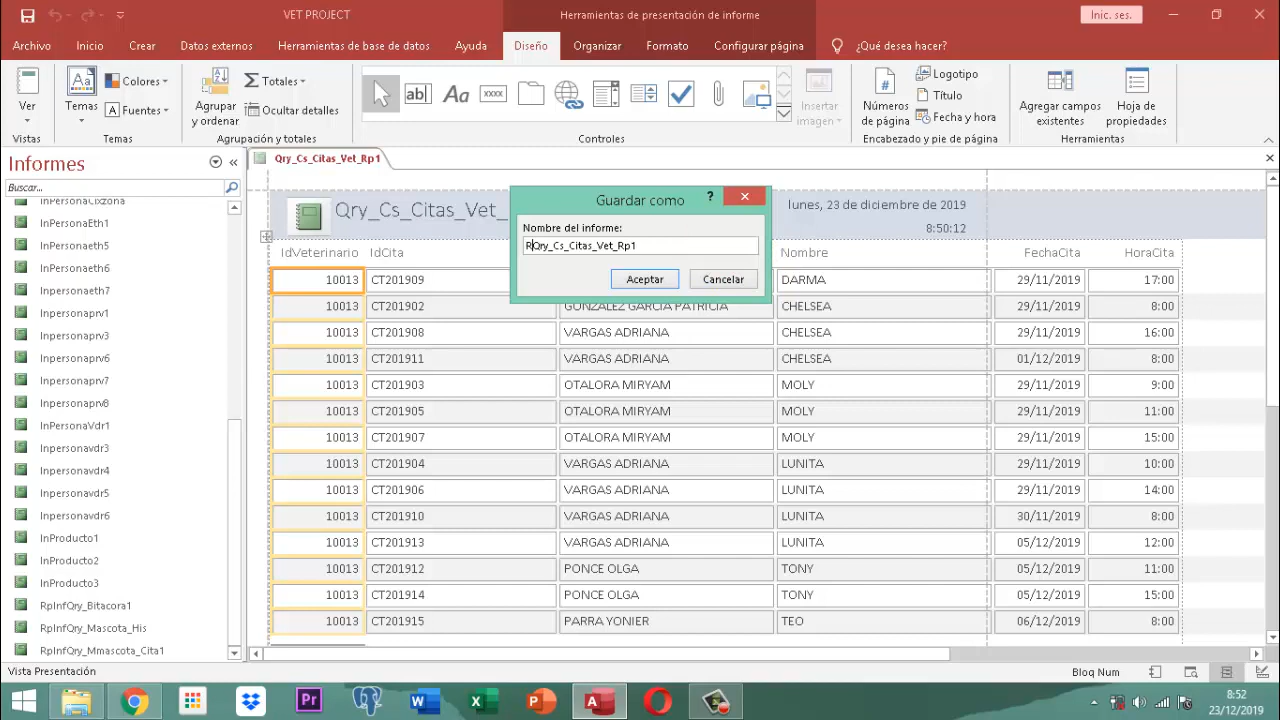 VET PROJECT
Herramientas de presentación de informe
Inic. ses.
Archivo
Inicio
Crear
Datos externos
Herramientas de base de datos
Ayuda
Diseño
Organizar
Formato
Configurar página
¿Qué desea hacer?
Ver
Vistas
Aa
Temas
Colores
Fuentes
Temas
Agrupar y ordenar
Totales
Ocultar detalles
Agrupación y totales
ab|
Aa
xxxx
Insertar imagen
Controles
Números de página
Logotipo
Título
Fecha y hora
Encabezado y pie de página
Agregar campos existentes
Hoja de propiedades
Herramientas
Informes
Buscar...
InPersonaCixzona
InPersonaEth1
InPersonaeth5
InPersonaeth6
InPersonaeth7
Inpersonaprv1
Inpersonaprv3
Inpersonaprv6
Inpersonaprv7
Inpersonaprv8
InPersonaVdr1
Inpersonavdr3
Inpersonavdr4
Inpersonavdr5
Inpersonavdr6
InProducto1
InProducto2
InProducto3
RpInfQry_Bitacora1
RpInfQry_Mascota_His
RpInfQry_Mmascota_Cita1
Qry_Cs_Citas_Vet_Rp1
Qry_Cs_Citas_Vet_
lunes, 23 de diciembre de 2019
8:50:12
Guardar como
?
Nombre del informe:
RQry_Cs_Citas_Vet_Rp1
Aceptar
Cancelar
IdVeterinario IdCita Nombre FechaCita HoraCita
10013 CT201909 DARMA 29/11/2019 17:00
10013 CT201902 GONZALEZ GARCIA PATRICIA CHELSEA 29/11/2019 8:00
10013 CT201908 VARGAS ADRIANA CHELSEA 29/11/2019 16:00
10013 CT201911 VARGAS ADRIANA CHELSEA 01/12/2019 8:00
10013 CT201903 OTALORA MIRYAM MOLY 29/11/2019 9:00
10013 CT201905 OTALORA MIRYAM MOLY 29/11/2019 11:00
10013 CT201907 OTALORA MIRYAM MOLY 29/11/2019 15:00
10013 CT201904 VARGAS ADRIANA LUNITA 29/11/2019 10:00
10013 CT201906 VARGAS ADRIANA LUNITA 29/11/2019 14:00
10013 CT201910 VARGAS ADRIANA LUNITA 30/11/2019 8:00
10013 CT201913 VARGAS ADRIANA LUNITA 05/12/2019 12:00
10013 CT201912 PONCE OLGA TONY 05/12/2019 11:00
10013 CT201914 PONCE OLGA TONY 05/12/2019 15:00
10013 CT201915 PARRA YONIER TEO 06/12/2019 8:00
Vista Presentación
Bloq Num
Pr
W
X
P
A
8:52
23/12/2019